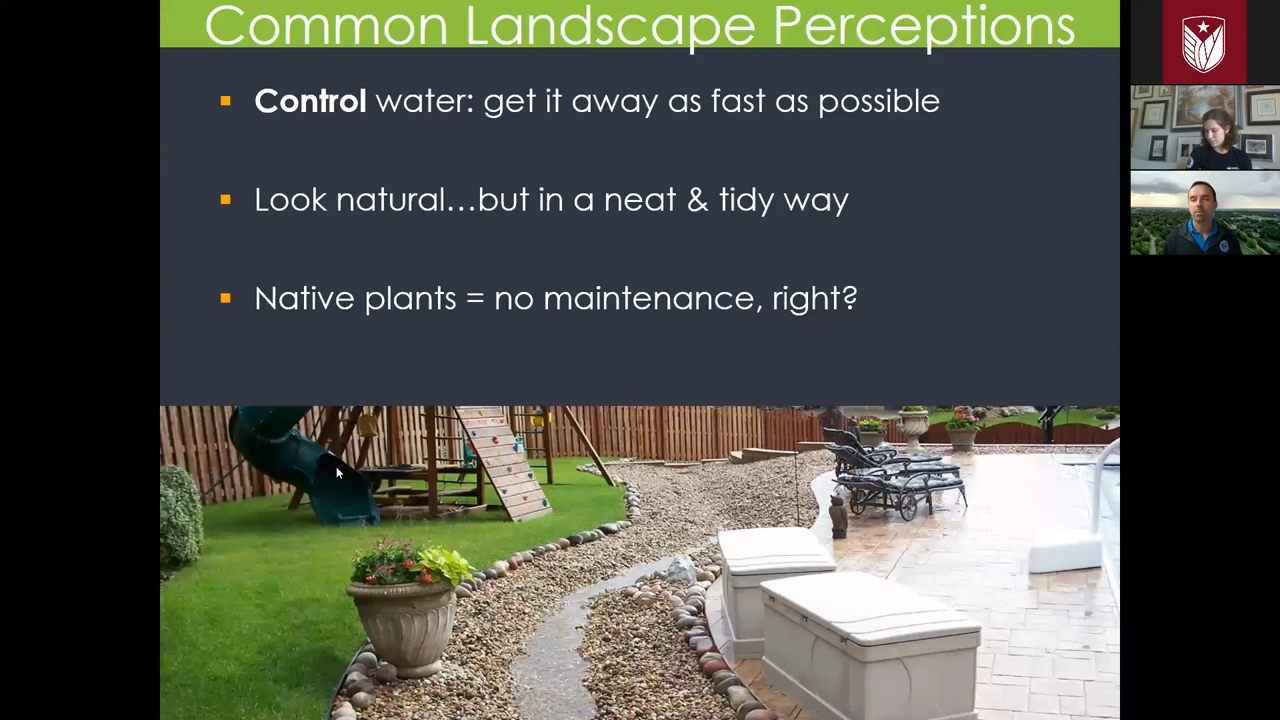 Common Landscape Perceptions
Control water: get it away as fast as possible
Look natural...but in a neat & tidy way
Native plants = no maintenance, right?